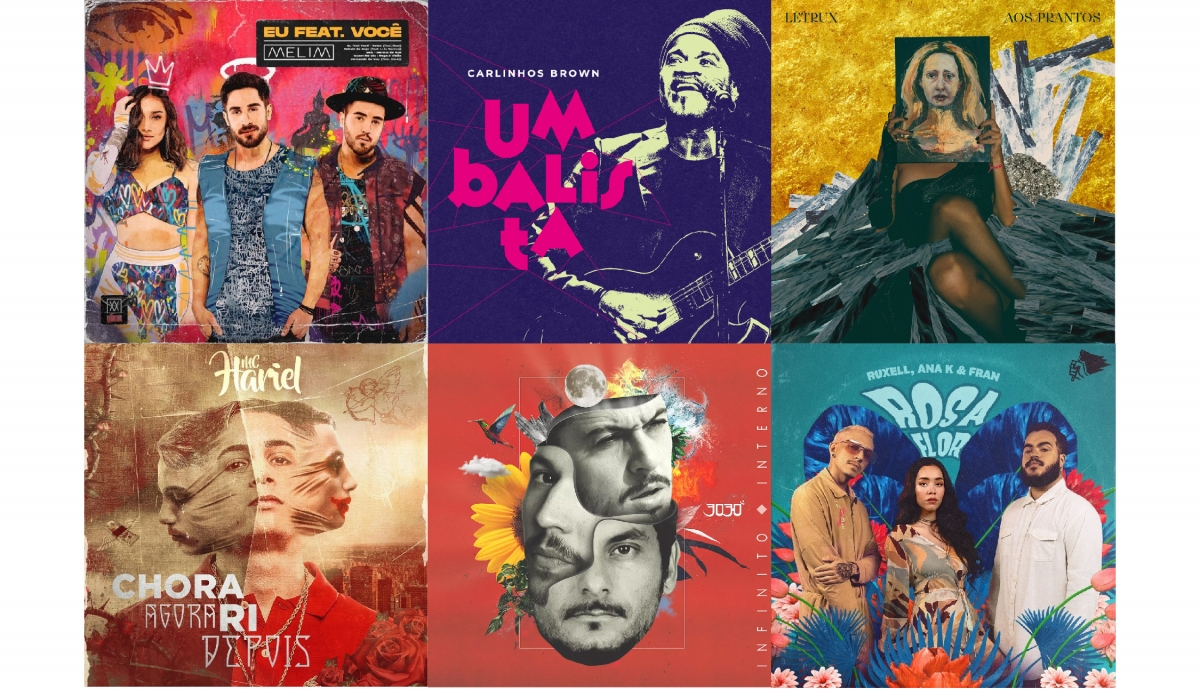 EU FEAT. VOCÊ
MELIM
CARLINHOS BROWN
UM
bALis
tA
LETRUX
AOS PRANTOS
MC
Hariel
CHORA
AGORA RI
DEPOIS
3030
INFINITO ◆ INTERNO
RUXELL, ANA K & FRAN
ROSA
FLOR